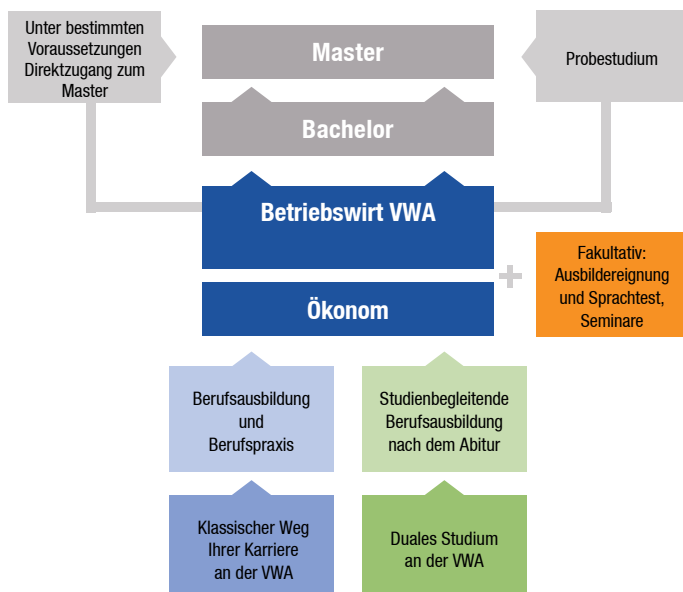 Unter bestimmten
Voraussetzungen
Direktzugang zum
Master
Master
Probestudium
Bachelor
Betriebswirt VWA
Fakultativ:
Ausbildereignung
und Sprachtest,
Seminare
+
Ökonom
Berufsausbildung
und
Berufspraxis
Studienbegleitende
Berufsausbildung
nach dem Abitur
Klassischer Weg
Ihrer Karriere
an der VWA
Duales Studium
an der VWA